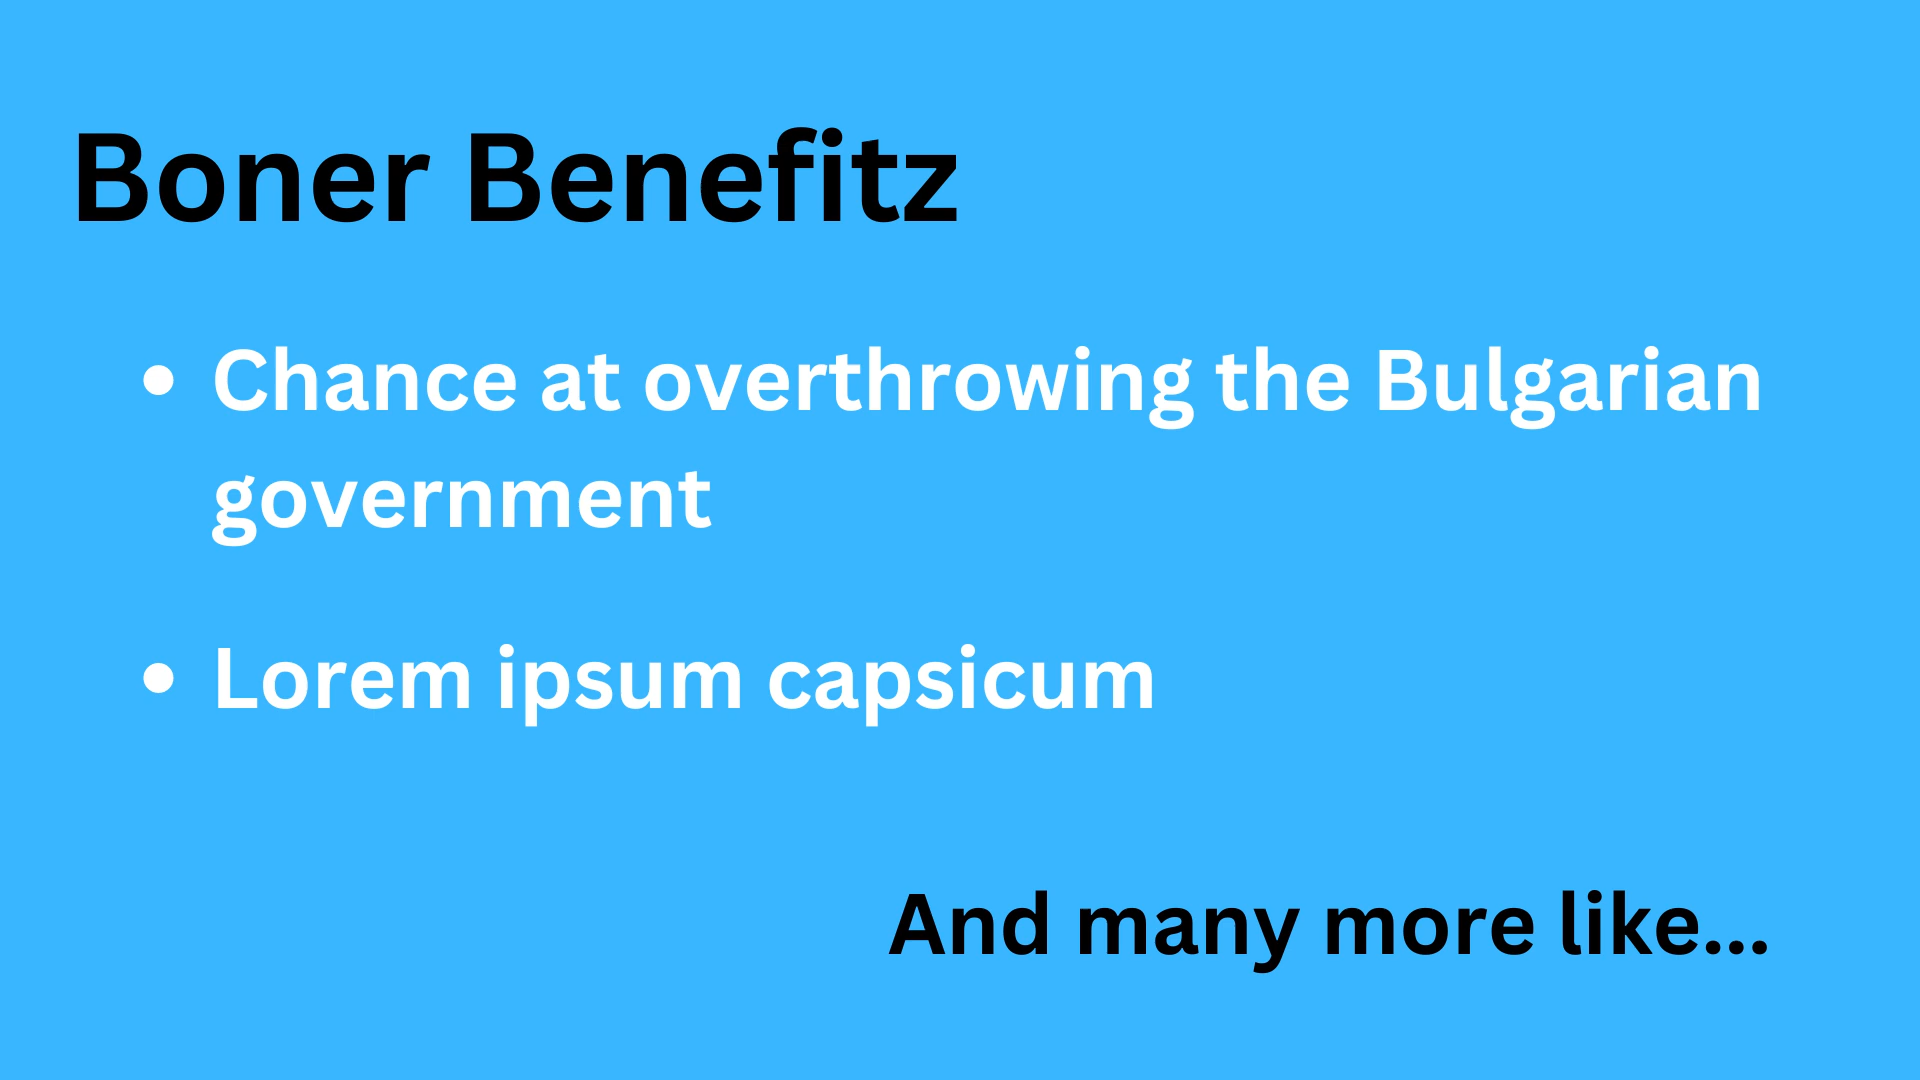 Boner Benefitz
• Chance at overthrowing the Bulgarian
government
• Lorem ipsum capsicum
And many more like...